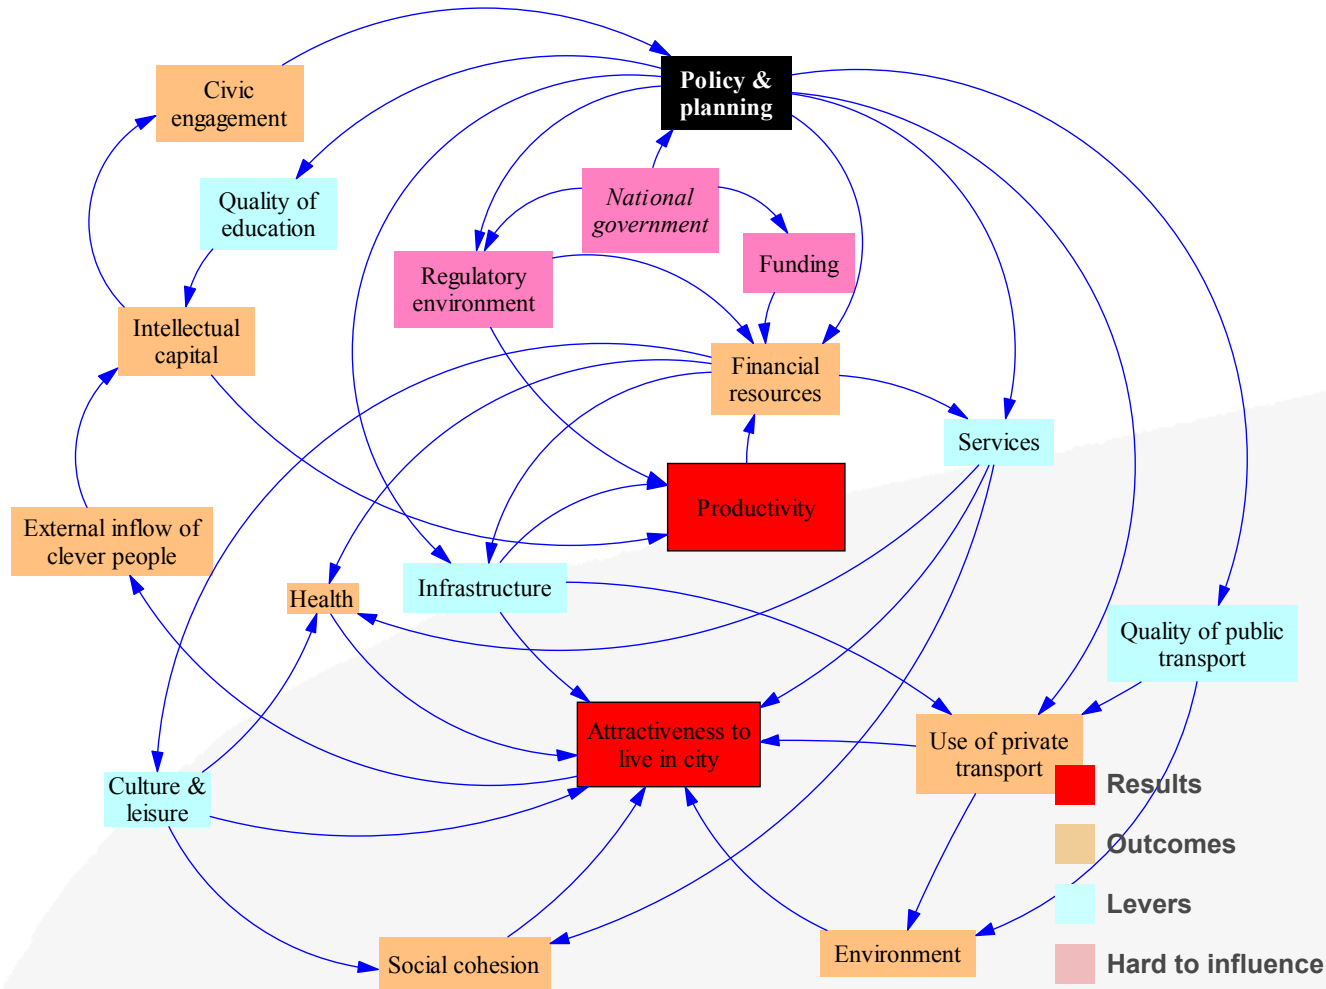 Policy &
planning
Civic
engagement
National
government
Quality of
education
Funding
Regulatory
environment
Intellectual
capital
Financial
resources
Services
Productivity
External inflow of
clever people
Infrastructure
Health
Quality of public
transport
Attractiveness to
live in city
Use of private
transport
Culture &
leisure
Social cohesion
Environment
Results
Outcomes
Levers
Hard to influence